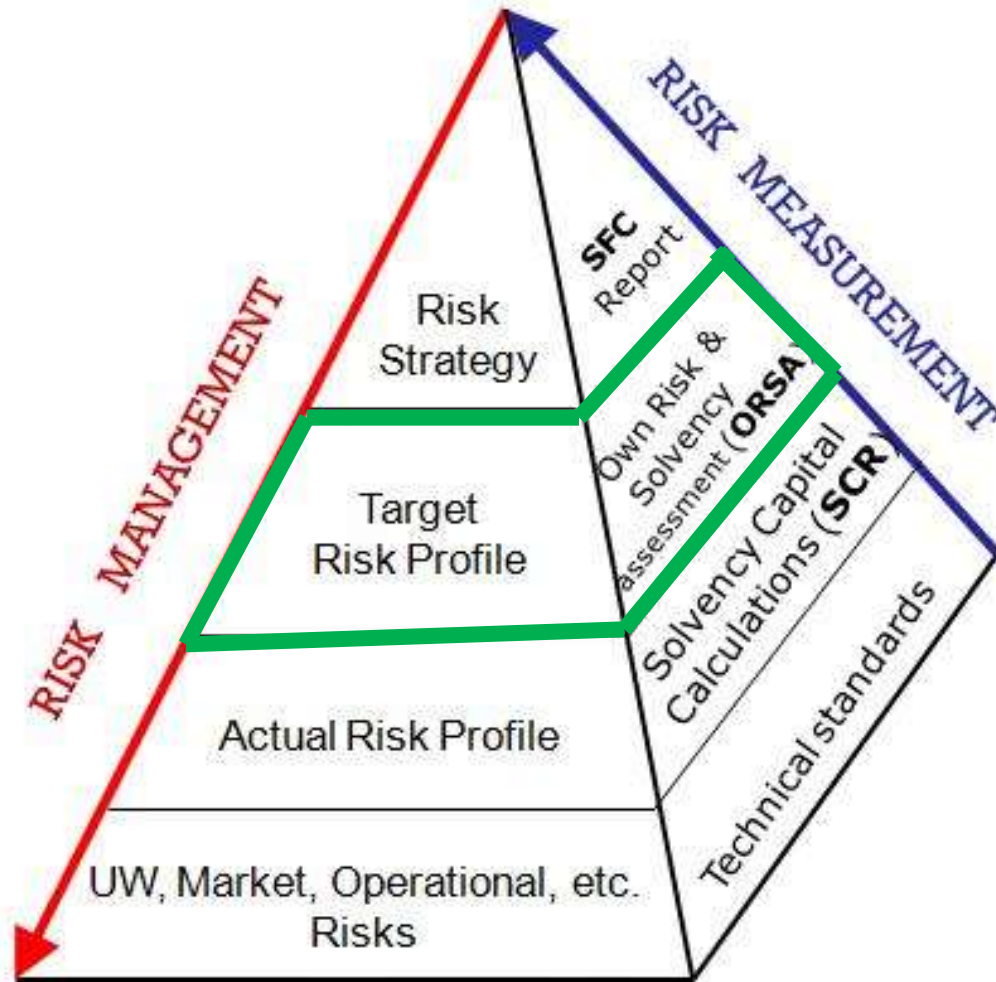 RISK MANAGEMENT
RISK MEASUREMENT
Risk
Strategy
SFC
Report
Target
Risk Profile
Own Risk &
Solvency
assessment (ORSA)
Actual Risk Profile
Solvency Capital
Calculations (SCR)
UW, Market, Operational, etc.
Risks
Technical standards